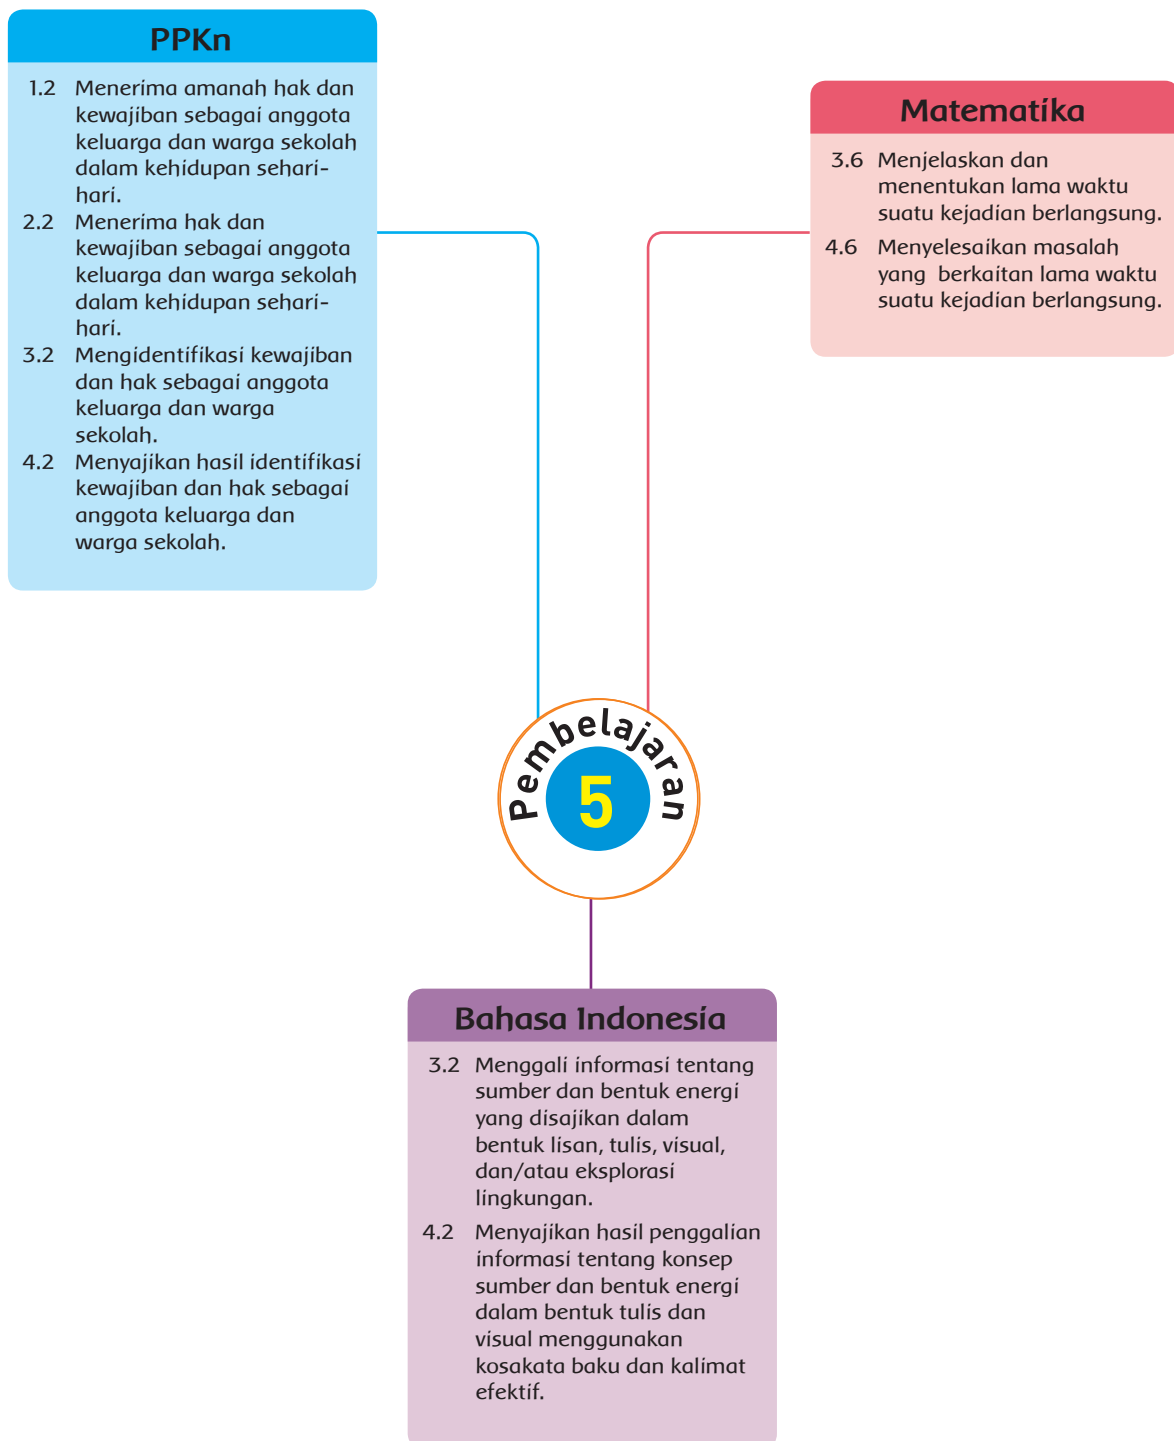 PPKn
1.2 Menerima amanah hak dan
kewajiban sebagai anggota
keluarga dan warga sekolah
dalam kehidupan sehari-
hari.
2.2 Menerima hak dan
kewajiban sebagai anggota
keluarga dan warga sekolah
dalam kehidupan sehari-
hari.
3.2 Mengidentifikasi kewajiban
dan hak sebagai anggota
keluarga dan warga
sekolah.
4.2 Menyajikan hasil identifikasi
kewajiban dan hak sebagai
anggota keluarga dan
warga sekolah.
Matematika
3.6 Menjelaskan dan
menentukan lama waktu
suatu kejadian berlangsung.
4.6 Menyelesaikan masalah
yang berkaitan lama waktu
suatu kejadian berlangsung.
Pembelajaran
5
Bahasa Indonesia
3.2 Menggali informasi tentang
sumber dan bentuk energi
yang disajikan dalam
bentuk lisan, tulis, visual,
dan/atau eksplorasi
lingkungan.
4.2 Menyajikan hasil penggalian
informasi tentang konsep
sumber dan bentuk energi
dalam bentuk tulis dan
visual menggunakan
kosakata baku dan kalimat
efektif.